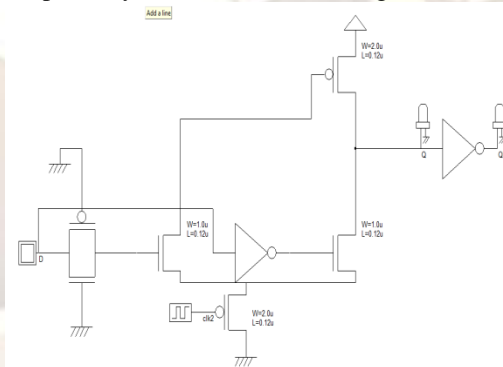 Add a line
W=2.0u
L=0.12u
Q
Q
W=1.0u
L=0.12u
W=1.0u
L=0.12u
D
clk2
W=2.0u
L=0.12u